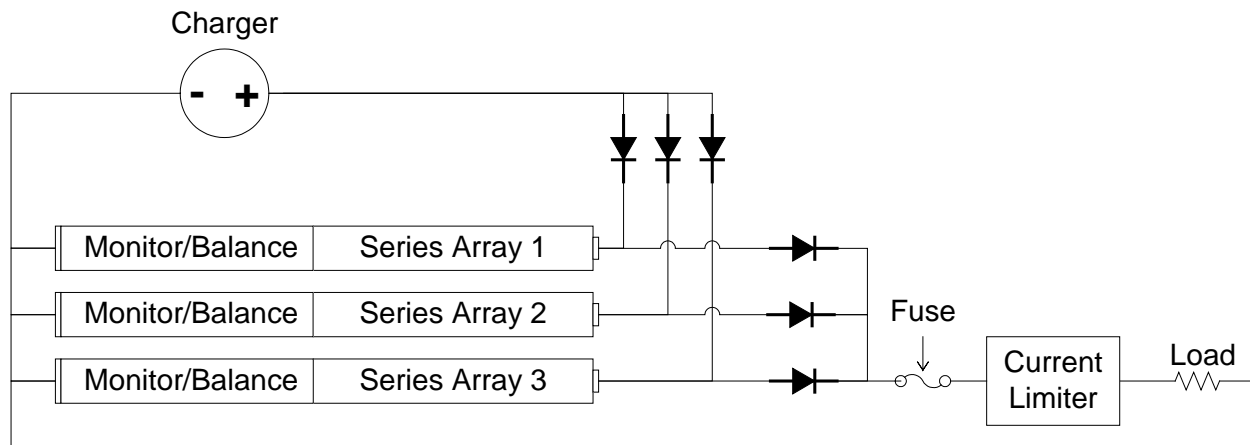 Charger
- +
Monitor/Balance Series Array 1
Monitor/Balance Series Array 2
Monitor/Balance Series Array 3
Fuse
Current
Limiter
Load